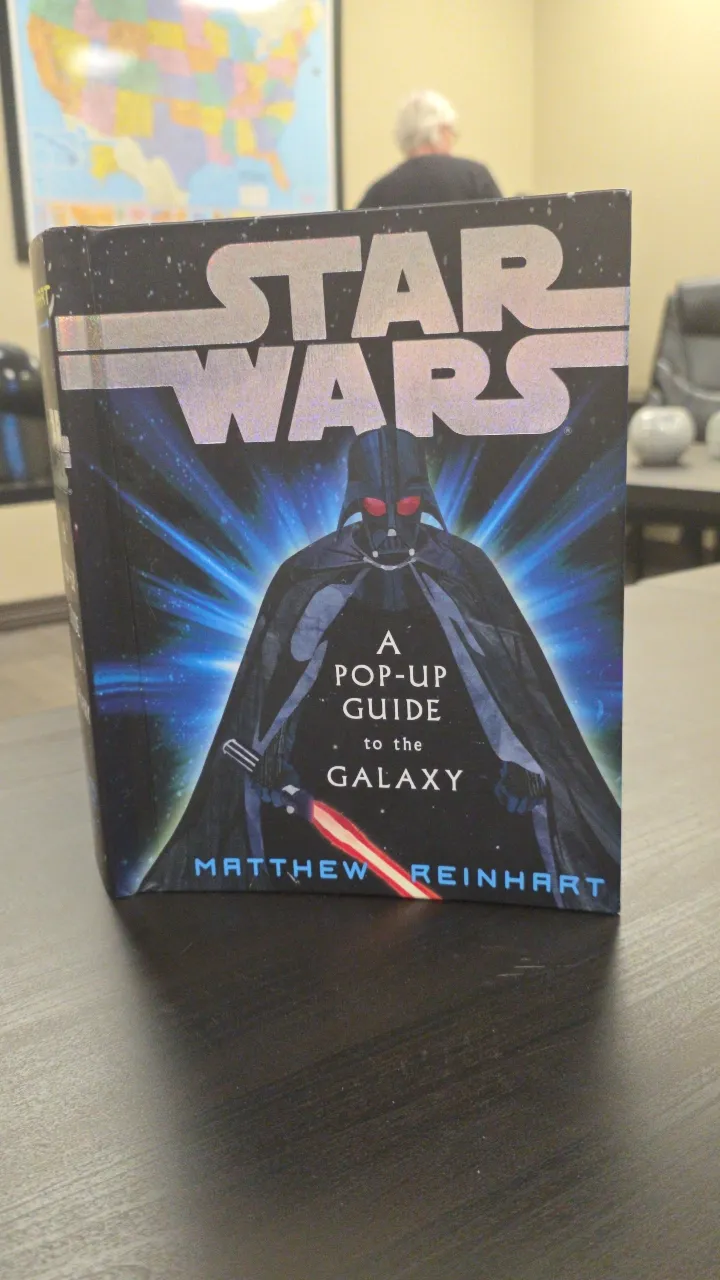 STAR
WARS
A
POP-UP
GUIDE
to the
GALAXY
MATTHEW REINHART